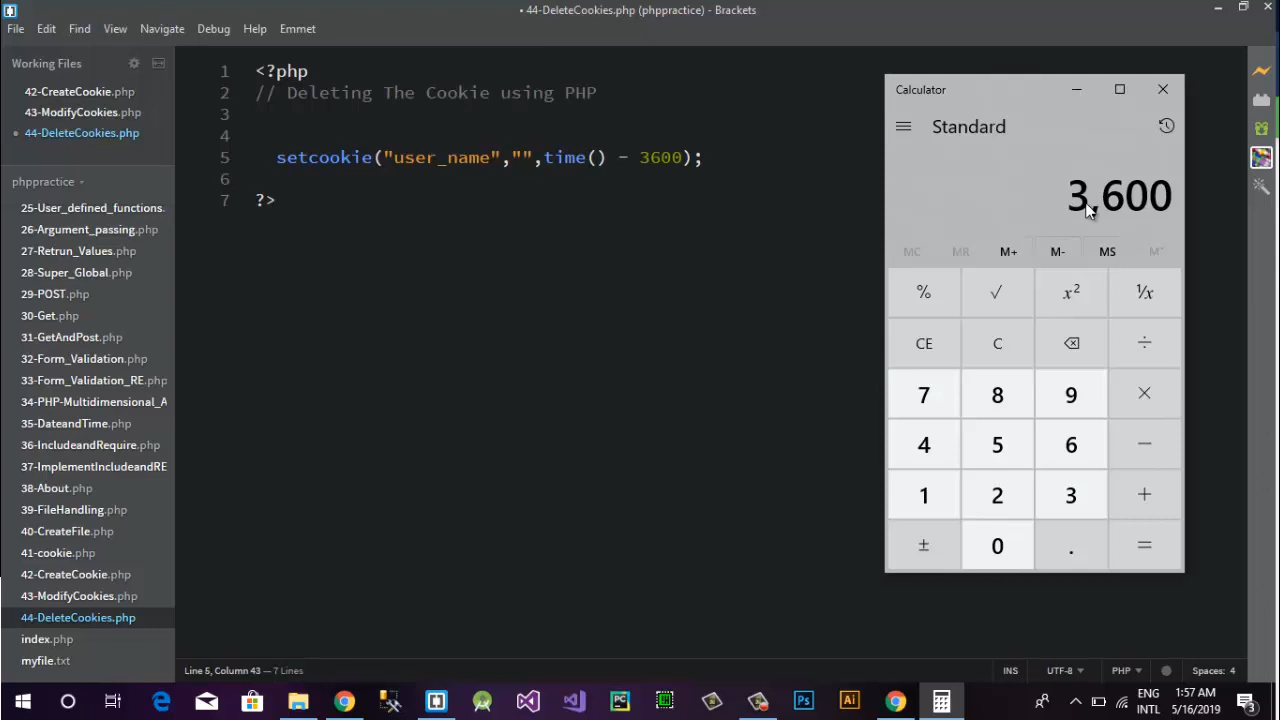 • 44-DeleteCookies.php (phppractice) - Brackets
File Edit Find View Navigate Debug Help Emmet
Working Files
42-CreateCookie.php
43-ModifyCookies.php
44-DeleteCookies.php
phppractice
25-User_defined_functions.
26-Argument_passing.php
27-Retrun_Values.php
28-Super_Global.php
29-POST.php
30-Get.php
31-GetAndPost.php
32-Form_Validation.php
33-Form_Validation_RE.php
34-PHP-Multidimensional_A
35-DateandTime.php
36-IncludeandRequire.php
37-ImplementIncludeandRE
38-About.php
39-FileHandling.php
40-CreateFile.php
41-cookie.php
42-CreateCookie.php
43-ModifyCookies.php
44-DeleteCookies.php
index.php
myfile.txt
1 <?php
2 // Deleting The Cookie using PHP
3
4
5 setcookie("user_name","",time() - 3600);
6
7 ?>
Calculator
Standard
3,600
MC MR M+ M- MS M˅
% √ x² ¹/x
CE C ÷
7 8 9 ×
4 5 6 −
1 2 3 +
± 0 . =
Line 5, Column 43 — 7 Lines
INS UTF-8 PHP Spaces: 4
Ps Ai
ENG
INTL
1:57 AM
5/16/2019
3